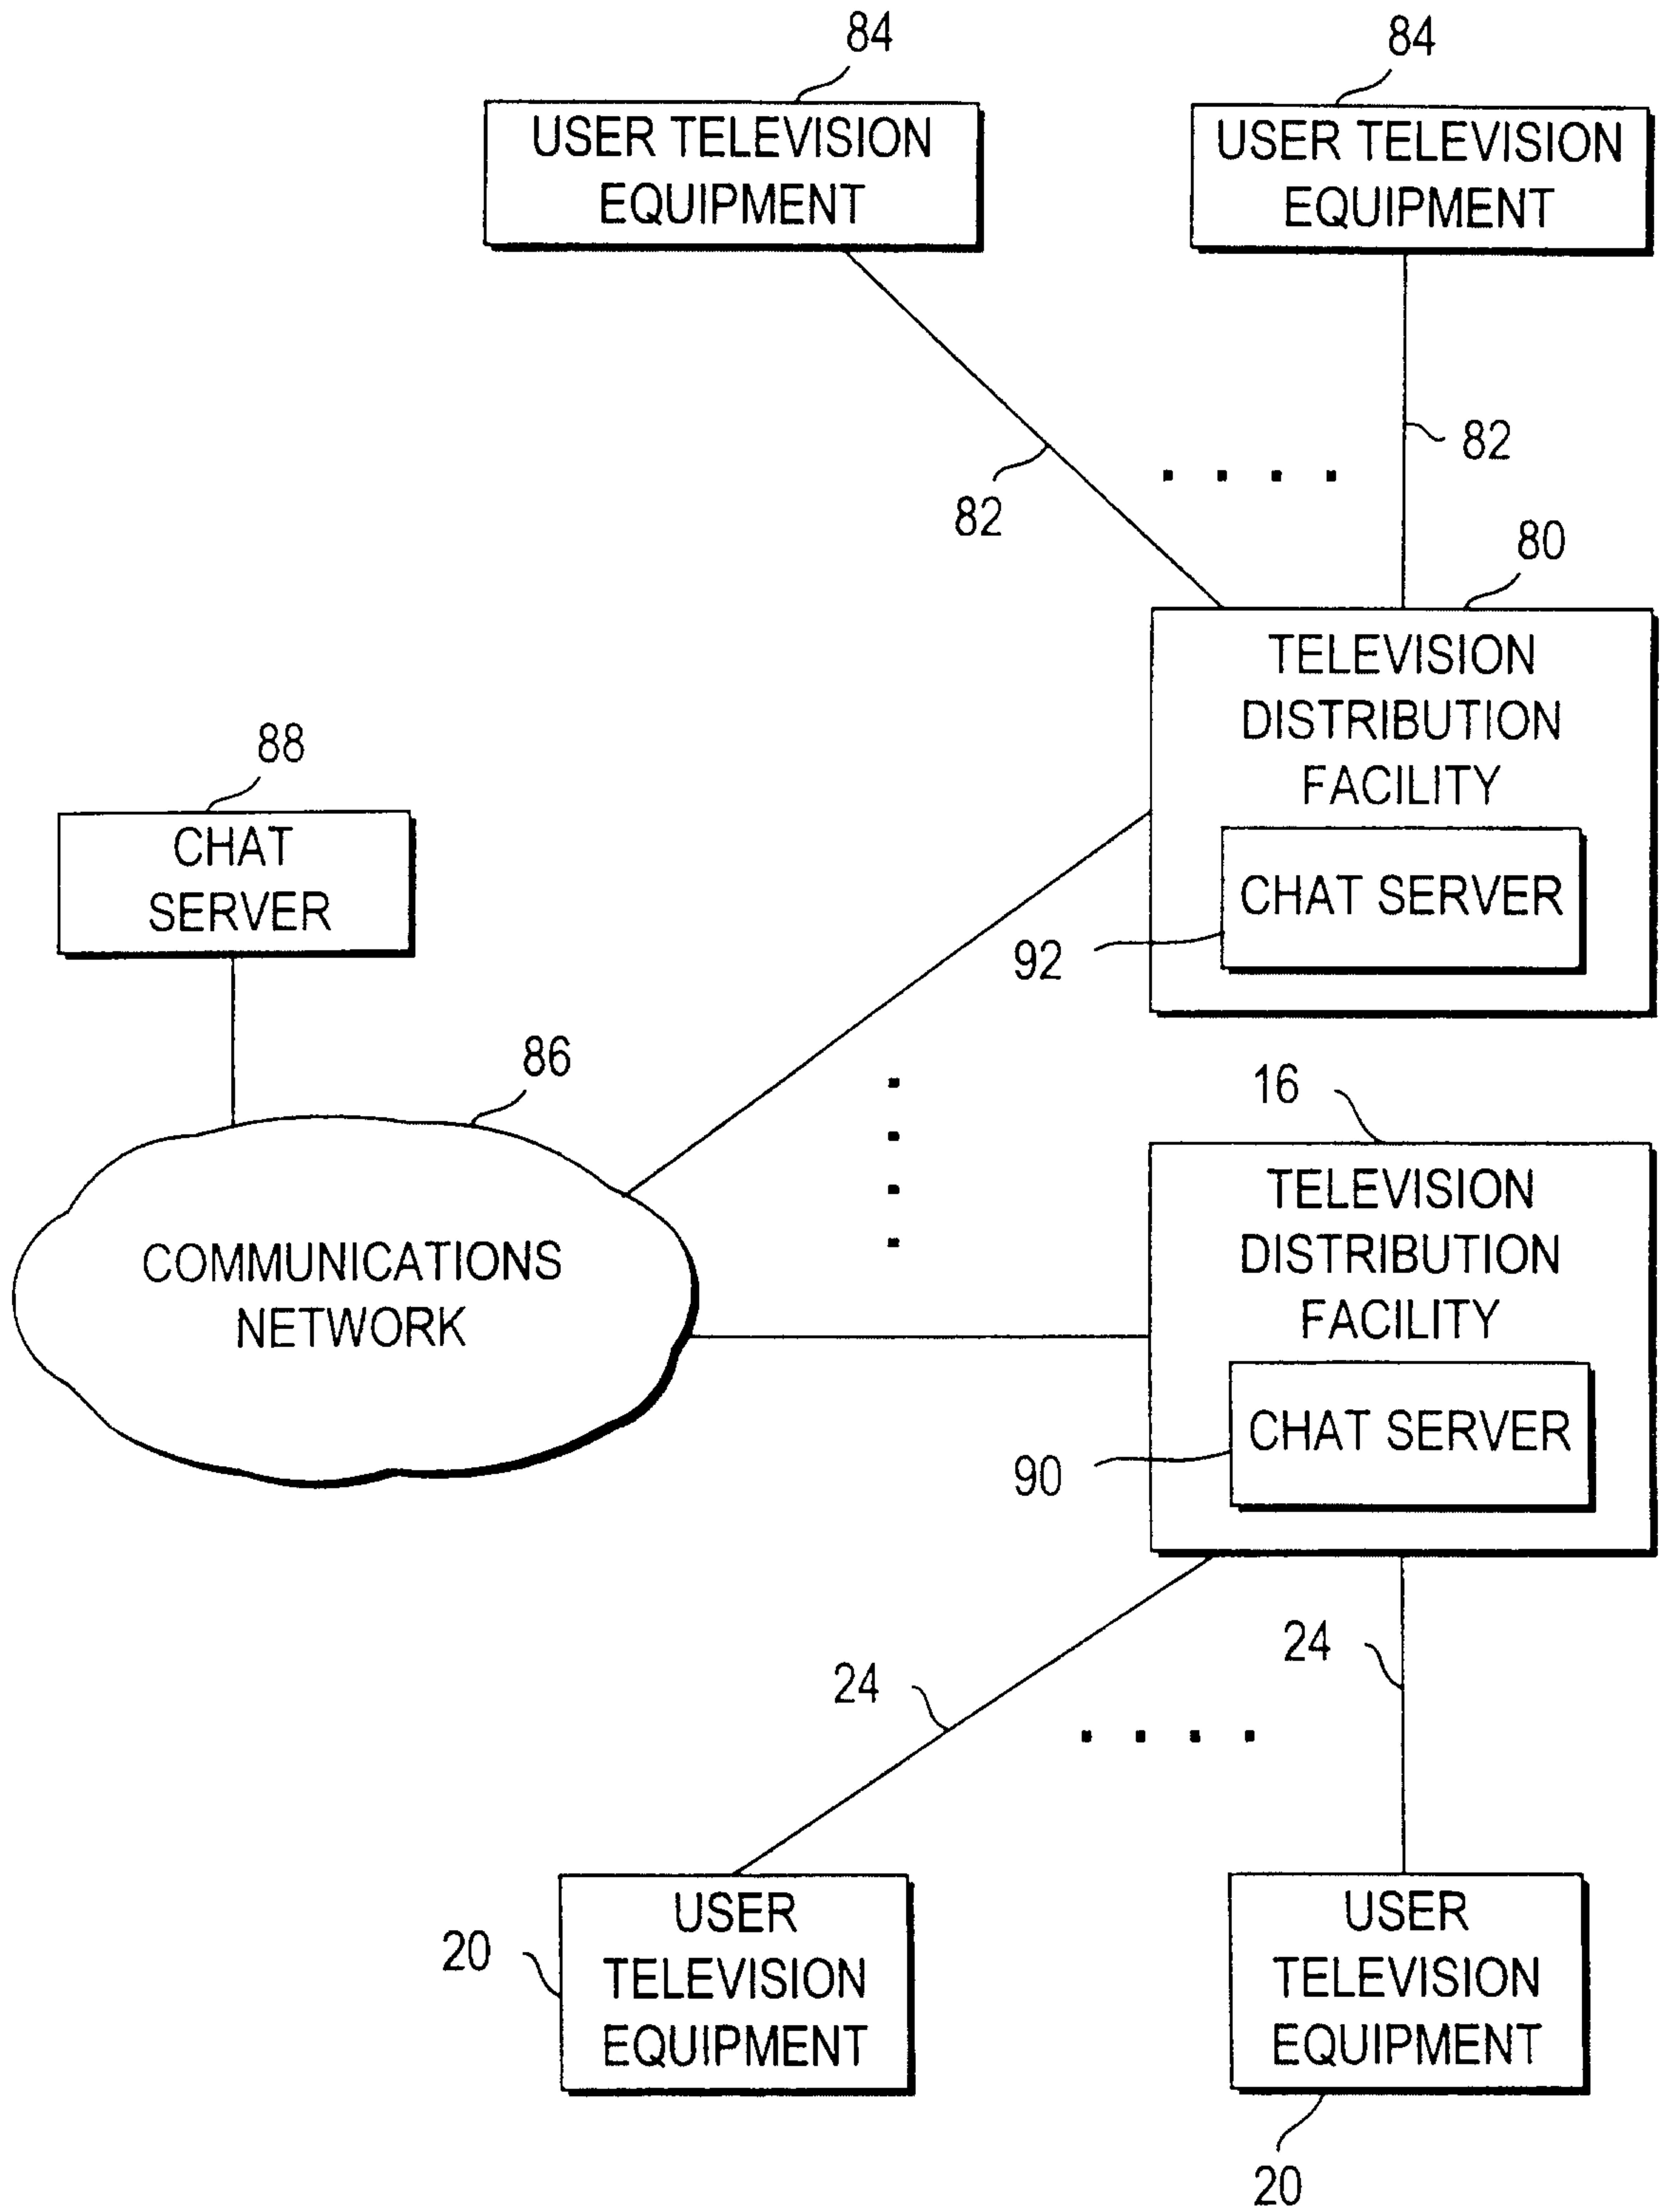 84
84
USER TELEVISION
EQUIPMENT
USER TELEVISION
EQUIPMENT
82
82
80
TELEVISION
DISTRIBUTION
FACILITY
CHAT SERVER
92
88
CHAT
SERVER
86
COMMUNICATIONS
NETWORK
16
TELEVISION
DISTRIBUTION
FACILITY
CHAT SERVER
90
24
24
20
USER
TELEVISION
EQUIPMENT
USER
TELEVISION
EQUIPMENT
20